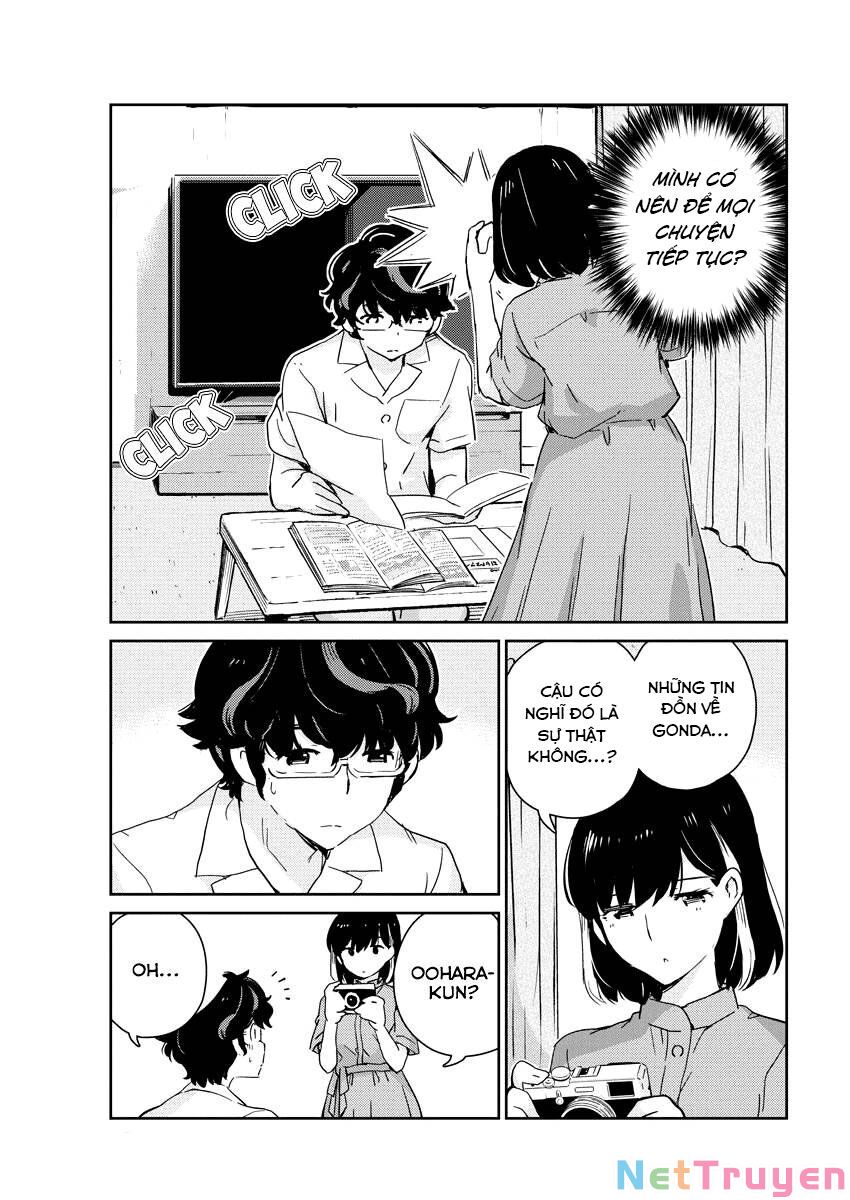 MÌNH CÓ
NÊN ĐỂ MỌI
CHUYỆN
TIẾP TỤC?
CLICK
CLICK
NHỮNG TIN
ĐỒN VỀ
GONDA...
CẬU CÓ
NGHĨ ĐÓ LÀ
SỰ THẬT
KHÔNG...?
OOHARA-
KUN?
OH...
NetTruyen